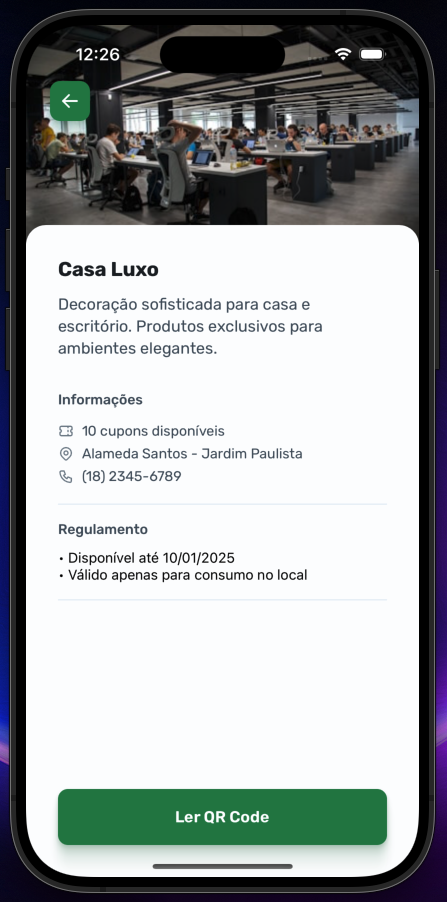 12:26
Casa Luxo
Decoração sofisticada para casa e
escritório. Produtos exclusivos para
ambientes elegantes.
Informações
10 cupons disponíveis
Alameda Santos - Jardim Paulista
(18) 2345-6789
Regulamento
• Disponível até 10/01/2025
• Válido apenas para consumo no local
Ler QR Code